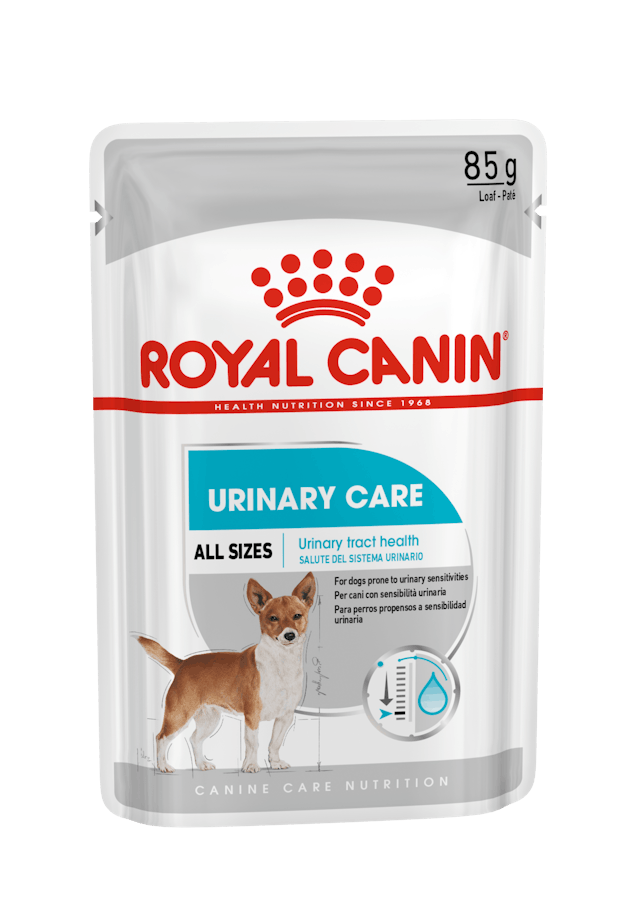 85 g
Loaf - Paté
ROYAL CANIN®
HEALTH NUTRITION SINCE 1968
URINARY CARE
ALL SIZES
Urinary tract health
SALUTE DEL SISTEMA URINARIO
For dogs prone to urinary sensitivities
Per cani con sensibilità urinaria
Para perros propensos a sensibilidad
urinaria
CANINE CARE NUTRITION